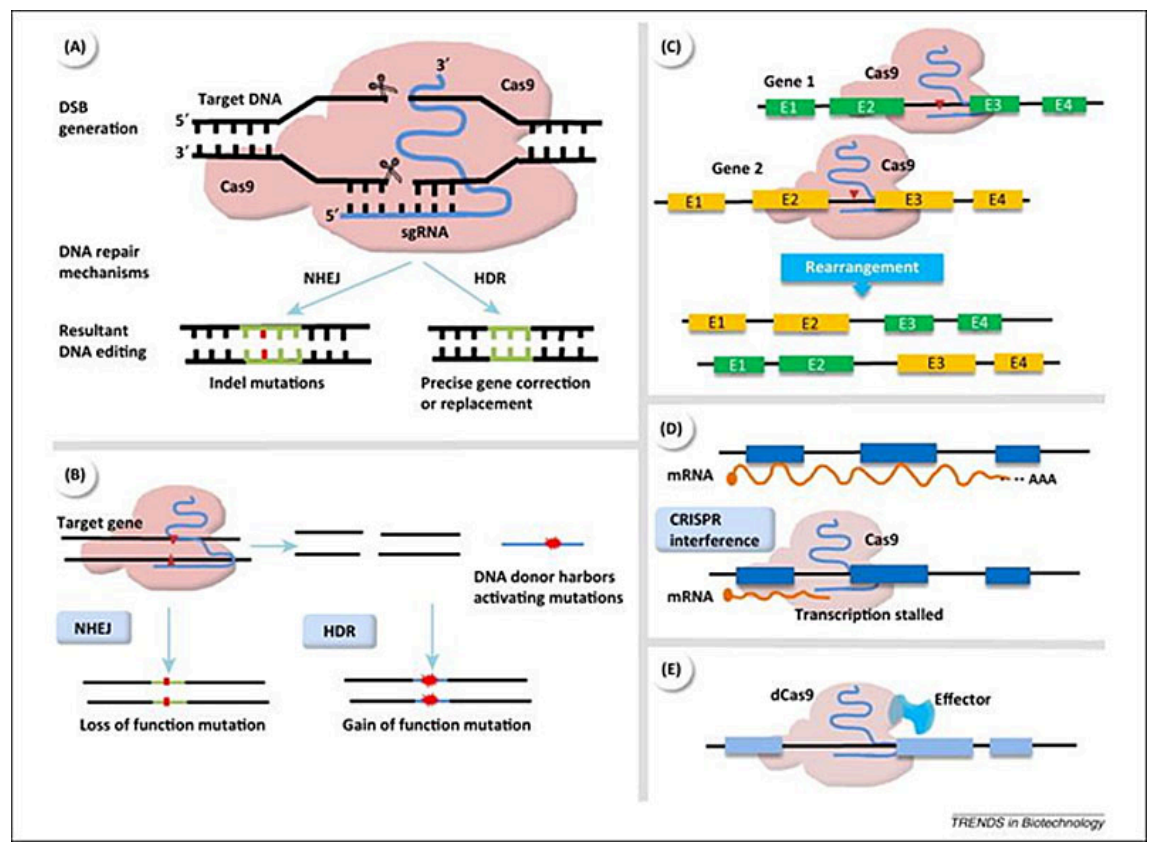 (A)
DSB
generation
Target DNA
3′
Cas9
5′
3′
Cas9
5′
sgRNA
DNA repair
mechanisms
NHEJ
HDR
Resultant
DNA editing
Indel mutations
Precise gene correction
or replacement
(B)
Target gene
DNA donor harbors
activating mutations
NHEJ
HDR
Loss of function mutation
Gain of function mutation
(C)
Gene 1
Cas9
E1 E2 E3 E4
Gene 2
Cas9
E1 E2 E3 E4
Rearrangement
E1 E2 E3 E4
E1 E2 E3 E4
(D)
mRNA
AAA
CRISPR
interference
Cas9
mRNA
Transcription stalled
(E)
dCas9
Effector
TRENDS in Biotechnology